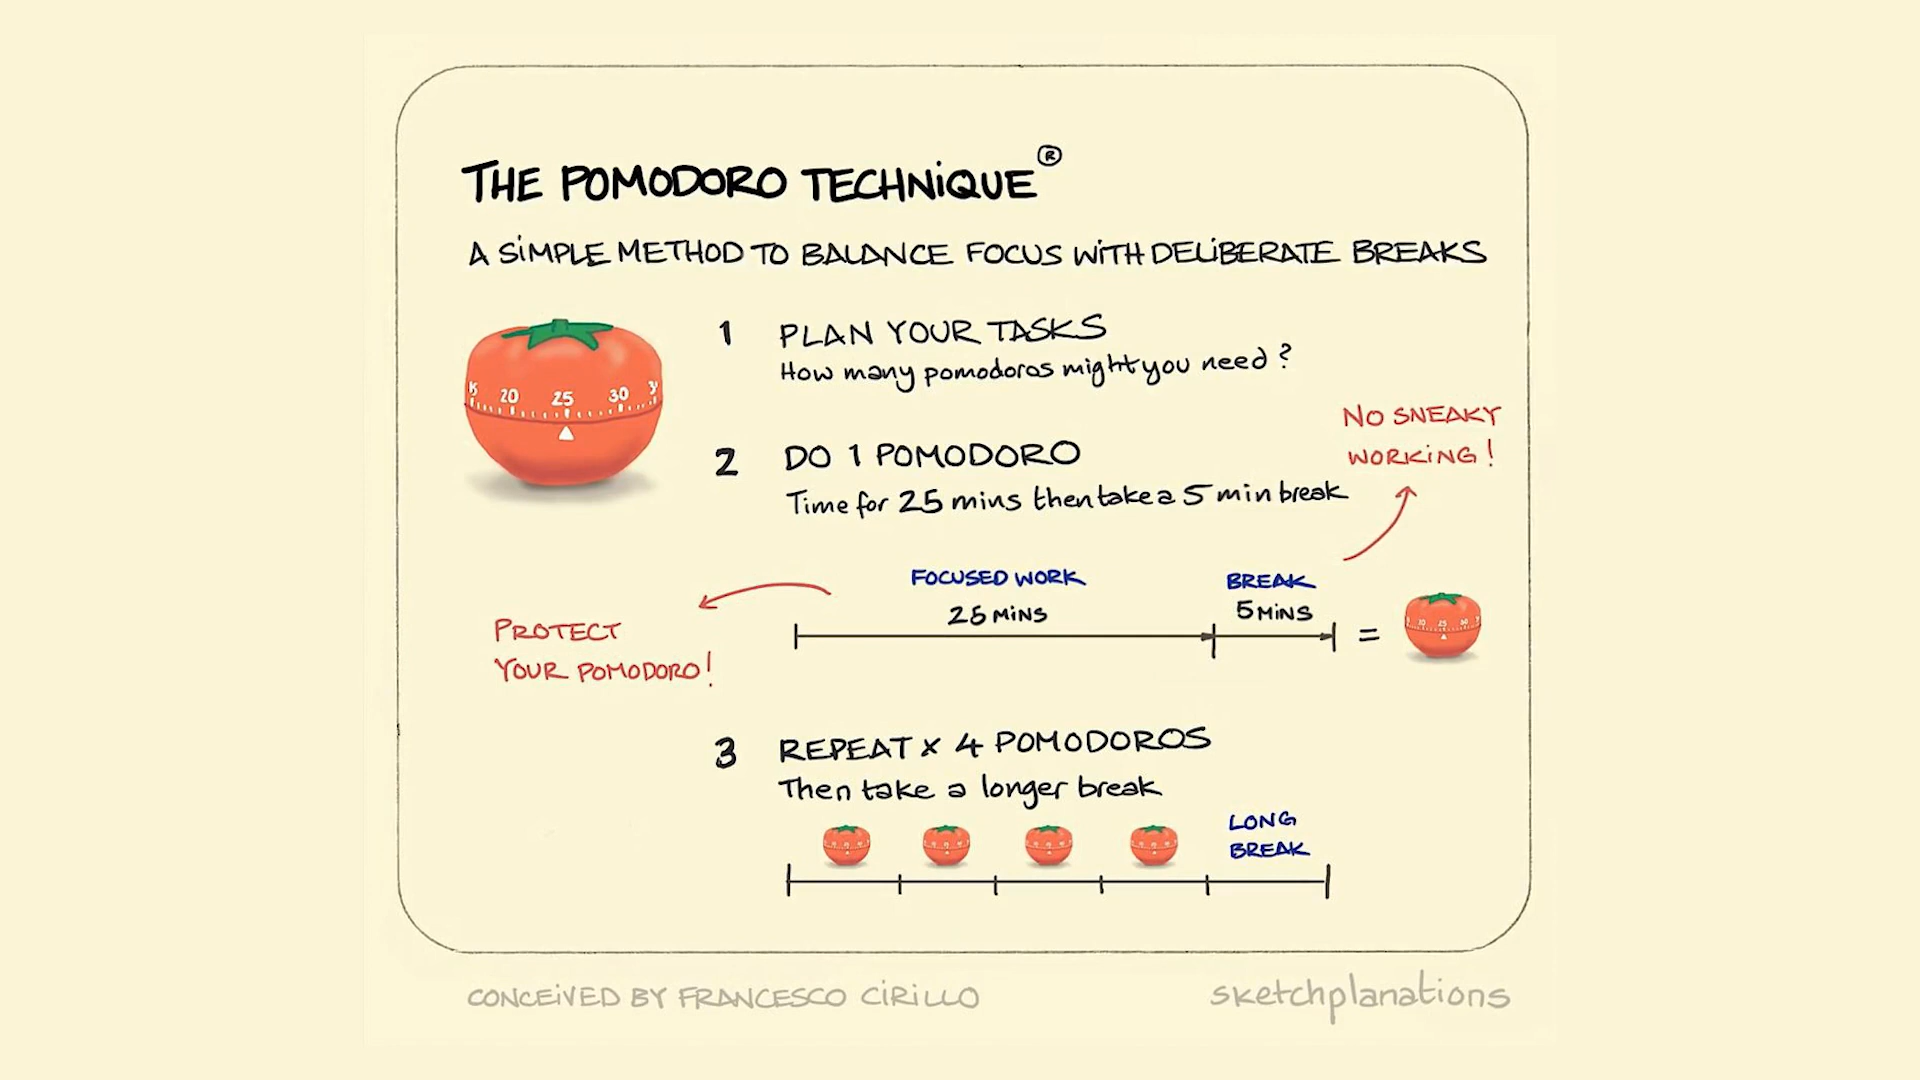 THE POMODORO TECHNIQUE®
A SIMPLE METHOD TO BALANCE FOCUS WITH DELIBERATE BREAKS
20 25 30
1 PLAN YOUR TASKS
How many pomodoros might you need?
2 DO 1 POMODORO
Time for 25 mins then take a 5 min break
NO SNEAKY
WORKING!
FOCUSED WORK
25 MINS
BREAK
5 MINS
=
PROTECT
YOUR POMODORO!
3 REPEAT x 4 POMODOROS
Then take a longer break
LONG
BREAK
CONCEIVED BY FRANCESCO CIRILLO
sketchplanations